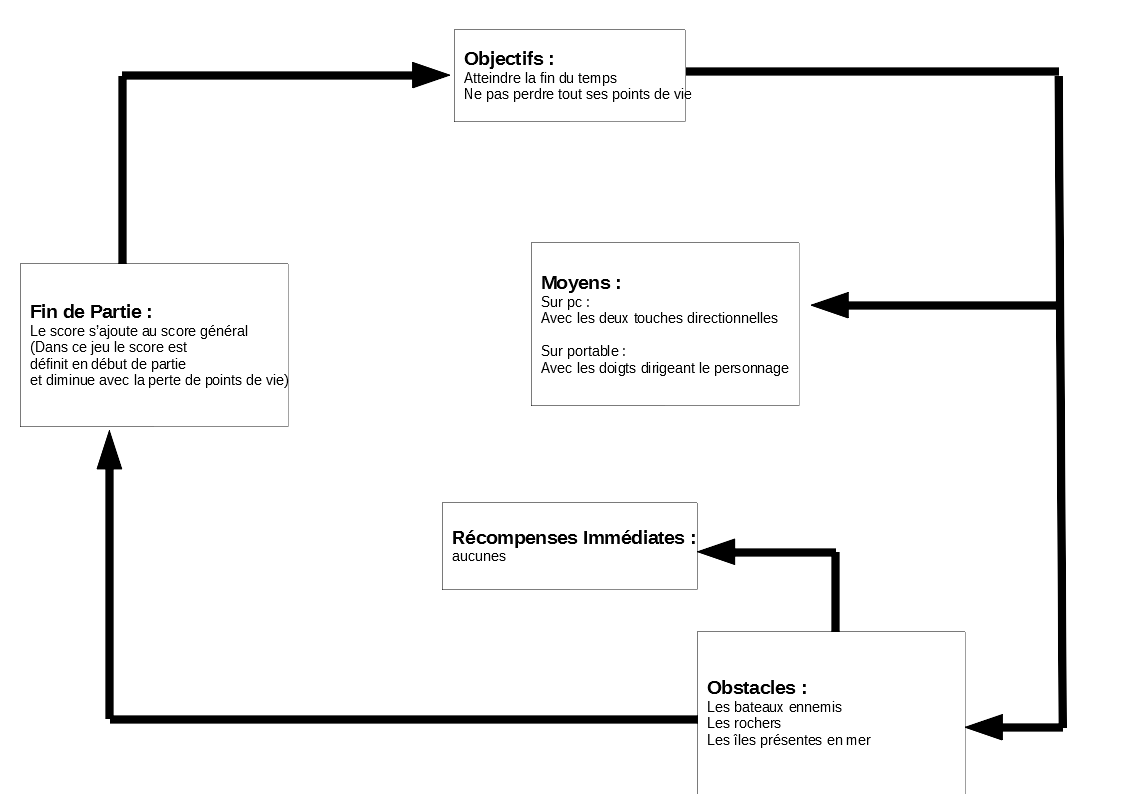 Objectifs :
Atteindre la fin du temps
Ne pas perdre tout ses points de vie
Moyens :
Sur pc :
Avec les deux touches directionnelles
Sur portable :
Avec les doigts dirigeant le personnage
Fin de Partie :
Le score s'ajoute au score général
(Dans ce jeu le score est
définit en début de partie
et diminue avec la perte de points de vie)
Récompenses Immédiates :
aucunes
Obstacles :
Les bateaux ennemis
Les rochers
Les îles présentes en mer